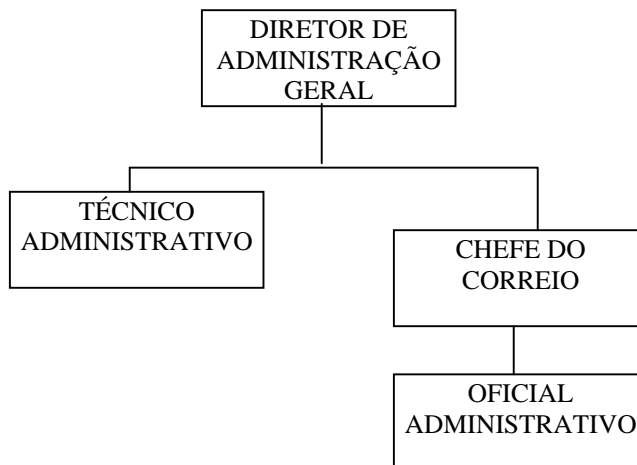 DIRETOR DE
ADMINISTRAÇÃO
GERAL
TÉCNICO
ADMINISTRATIVO
CHEFE DO
CORREIO
OFICIAL
ADMINISTRATIVO